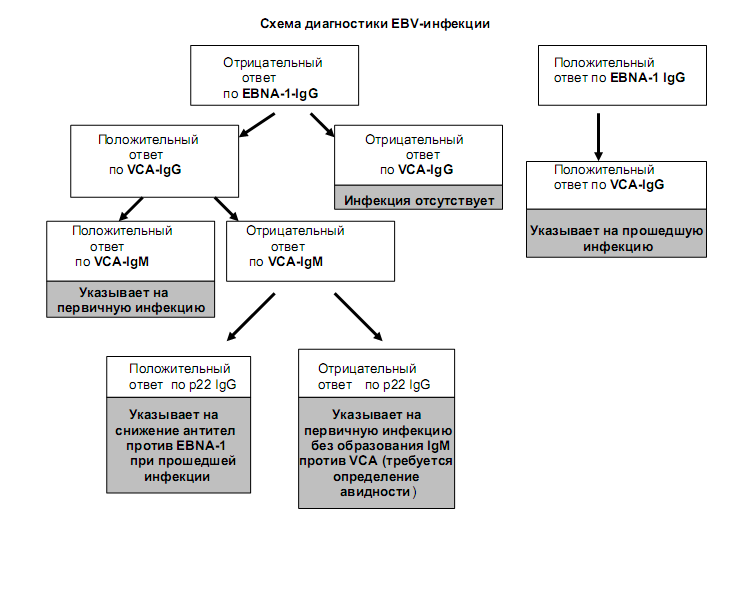 Схема диагностики EBV-инфекции
Отрицательный
ответ
по EBNA-1-IgG
Положительный
ответ по EBNA-1 IgG
Положительный
ответ
по VCA-IgG
Отрицательный
ответ
по VCA-IgG
Инфекция отсутствует
Положительный
ответ по VCA-IgG
Указывает на прошедшую
инфекцию
Положительный
ответ
по VCA-IgM
Указывает на
первичную инфекцию
Отрицательный
ответ
по VCA-IgM
Положительный
ответ по p22 IgG
Указывает на
снижение антител
против EBNA-1
при прошедшей
инфекции
Отрицательный
ответ по p22 IgG
Указывает на
первичную инфекцию
без образования IgM
против VCA (требуется
определение
авидности)